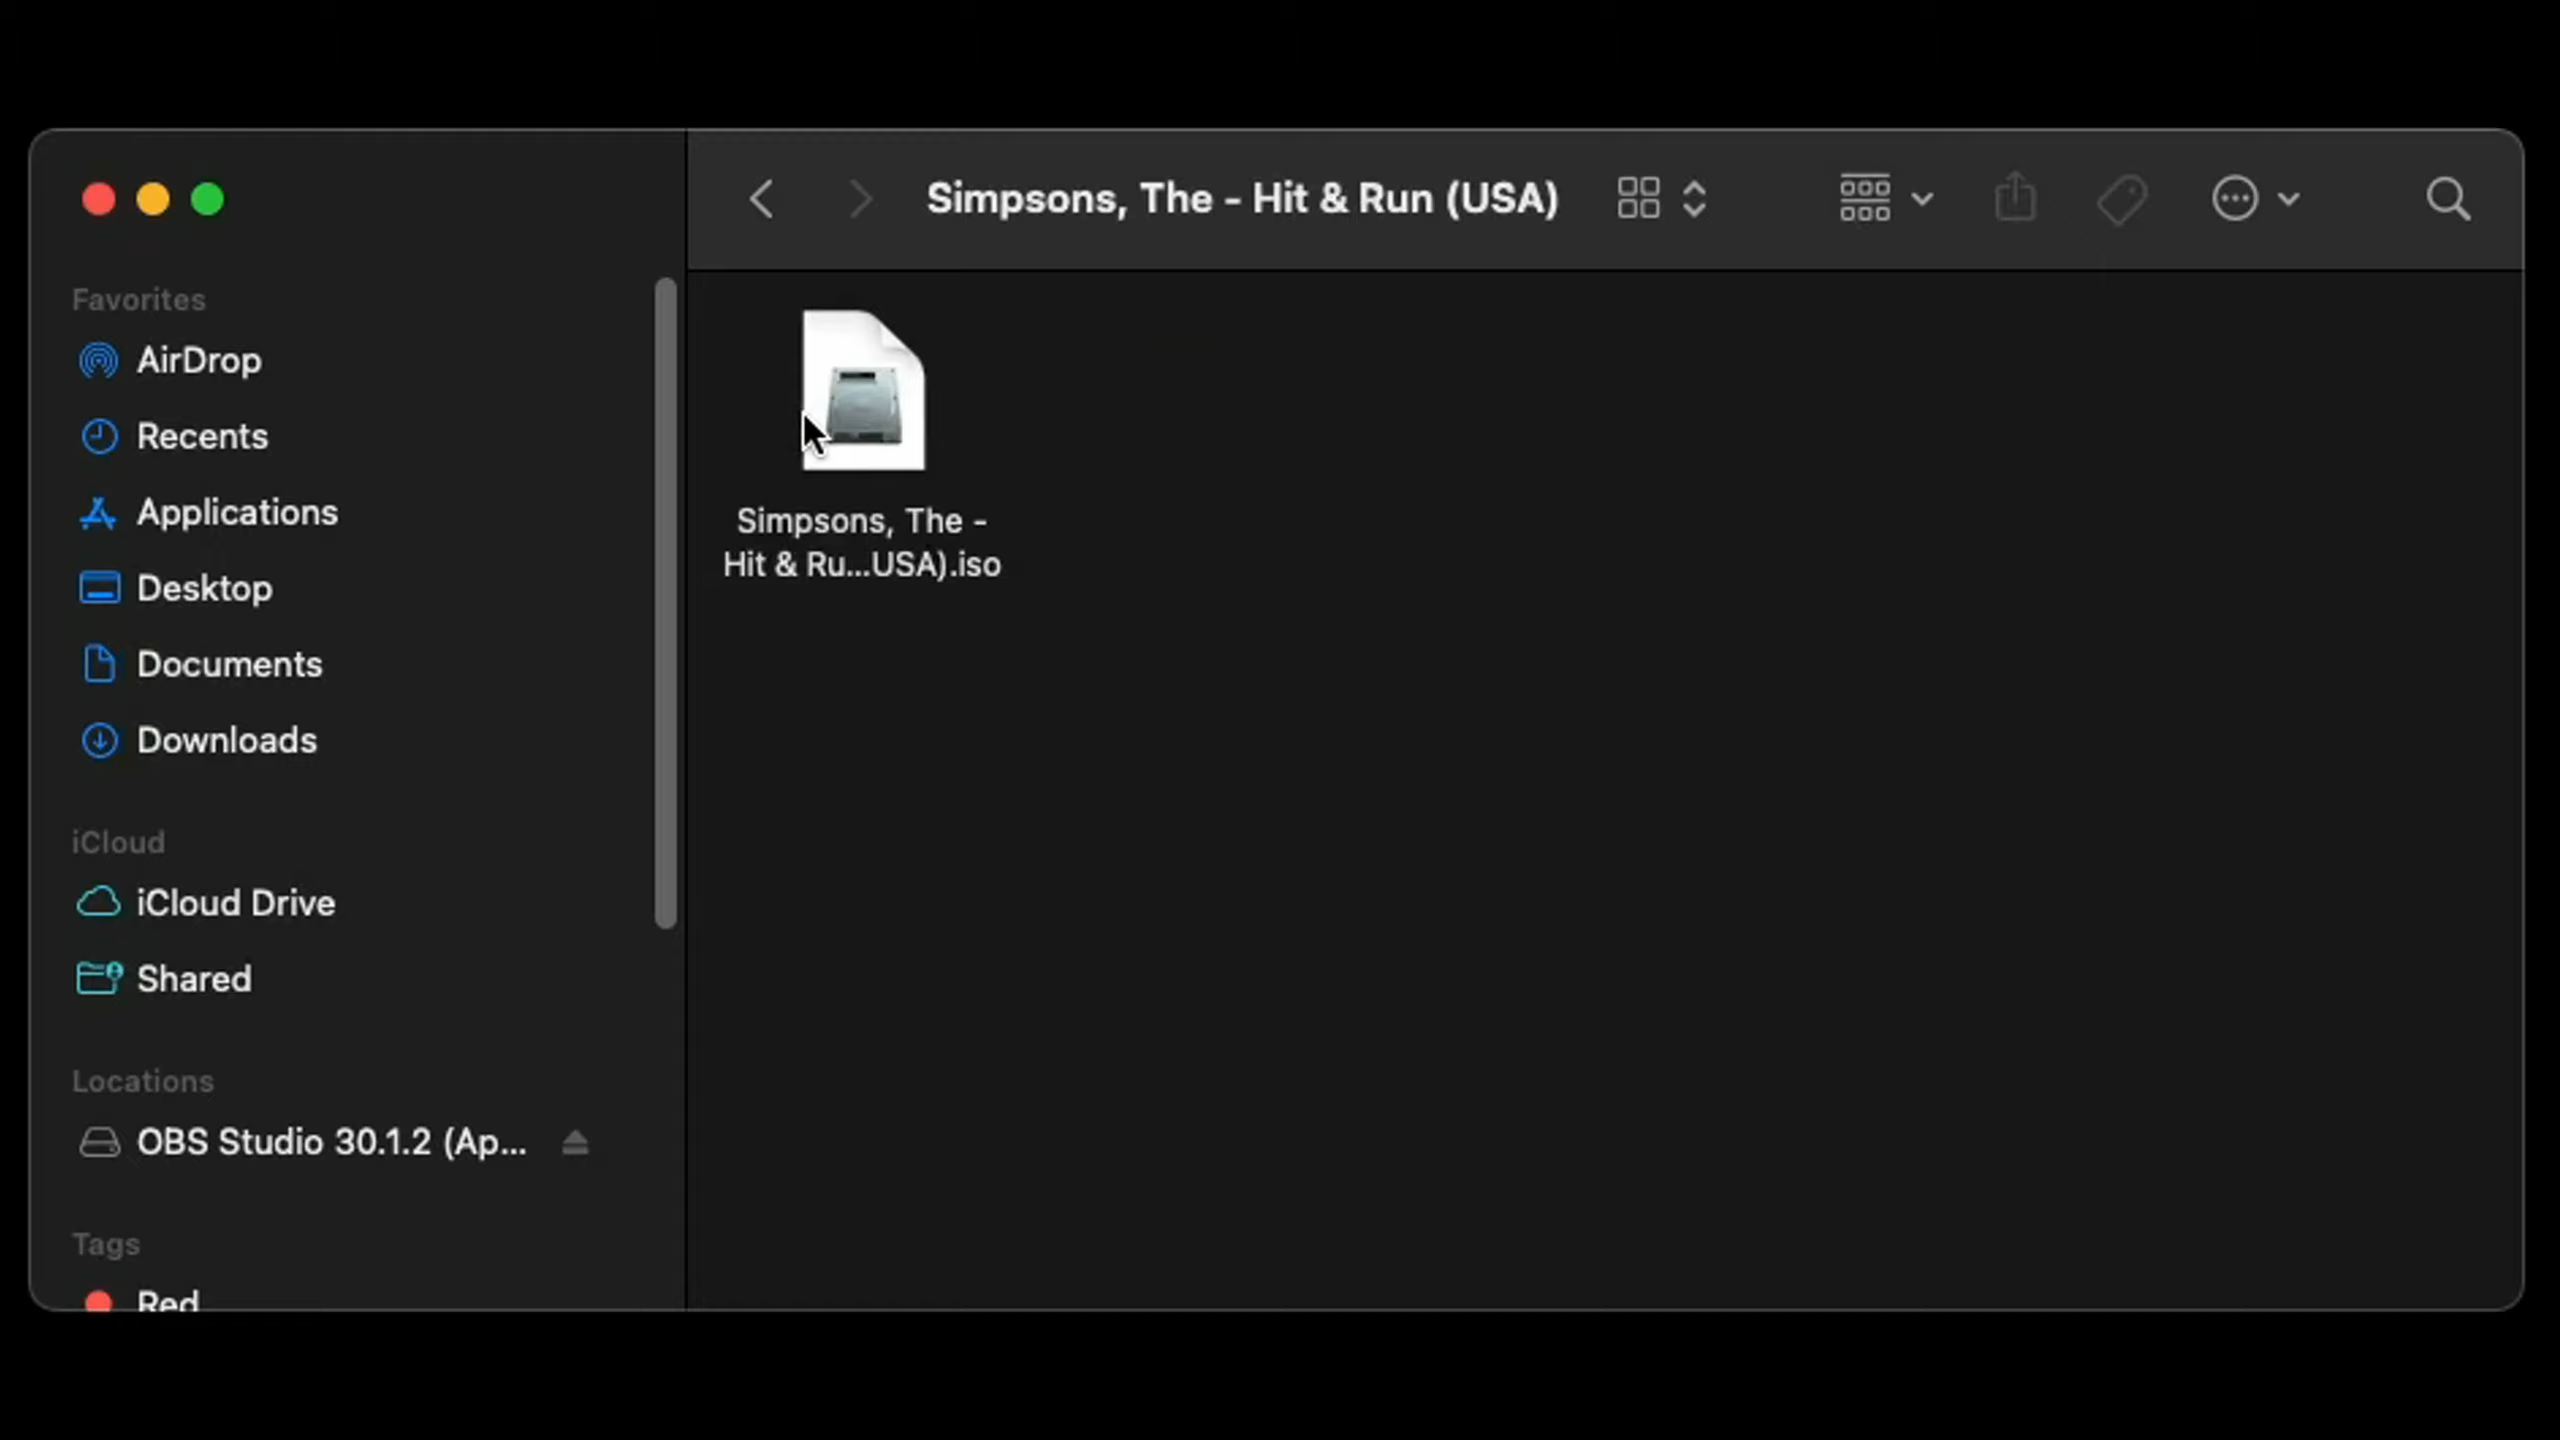 Simpsons, The - Hit & Run (USA)
Favorites
AirDrop
Recents
Applications
Desktop
Documents
Downloads
iCloud
iCloud Drive
Shared
Locations
OBS Studio 30.1.2 (Ap...
Tags
Red
Simpsons, The -
Hit & Ru...USA).iso